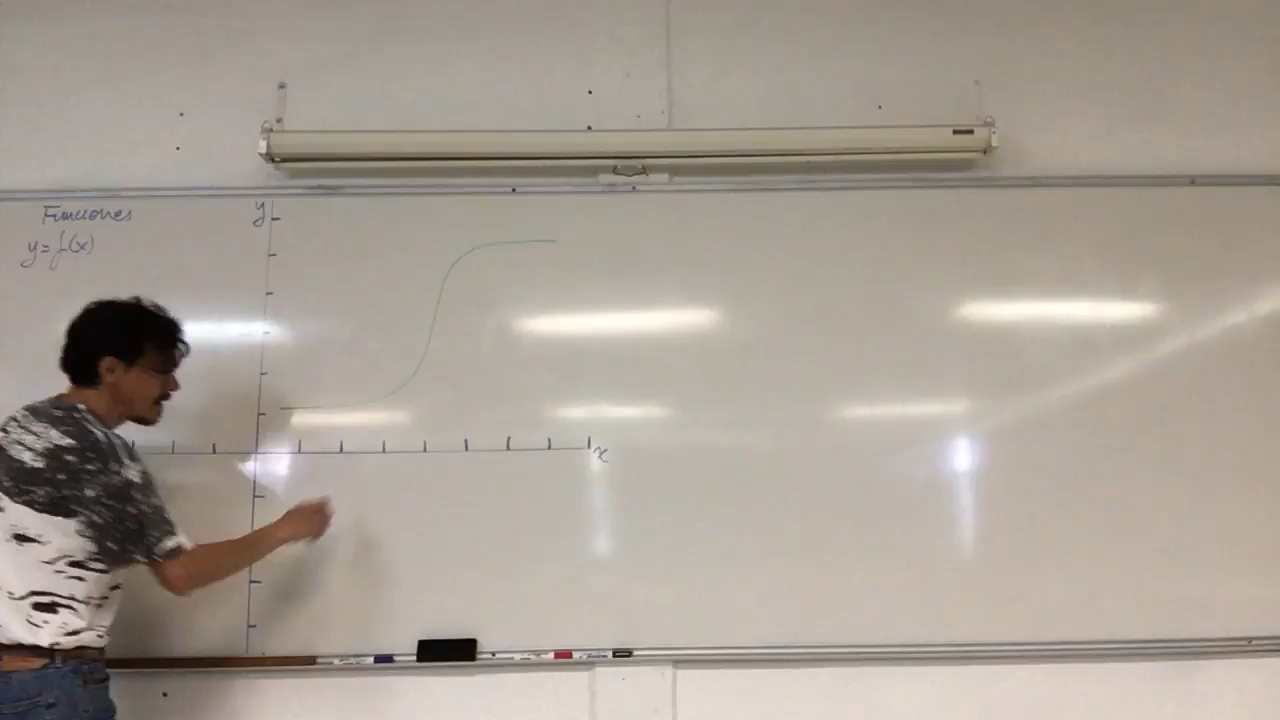 Funciones
y = f(x)
y
x